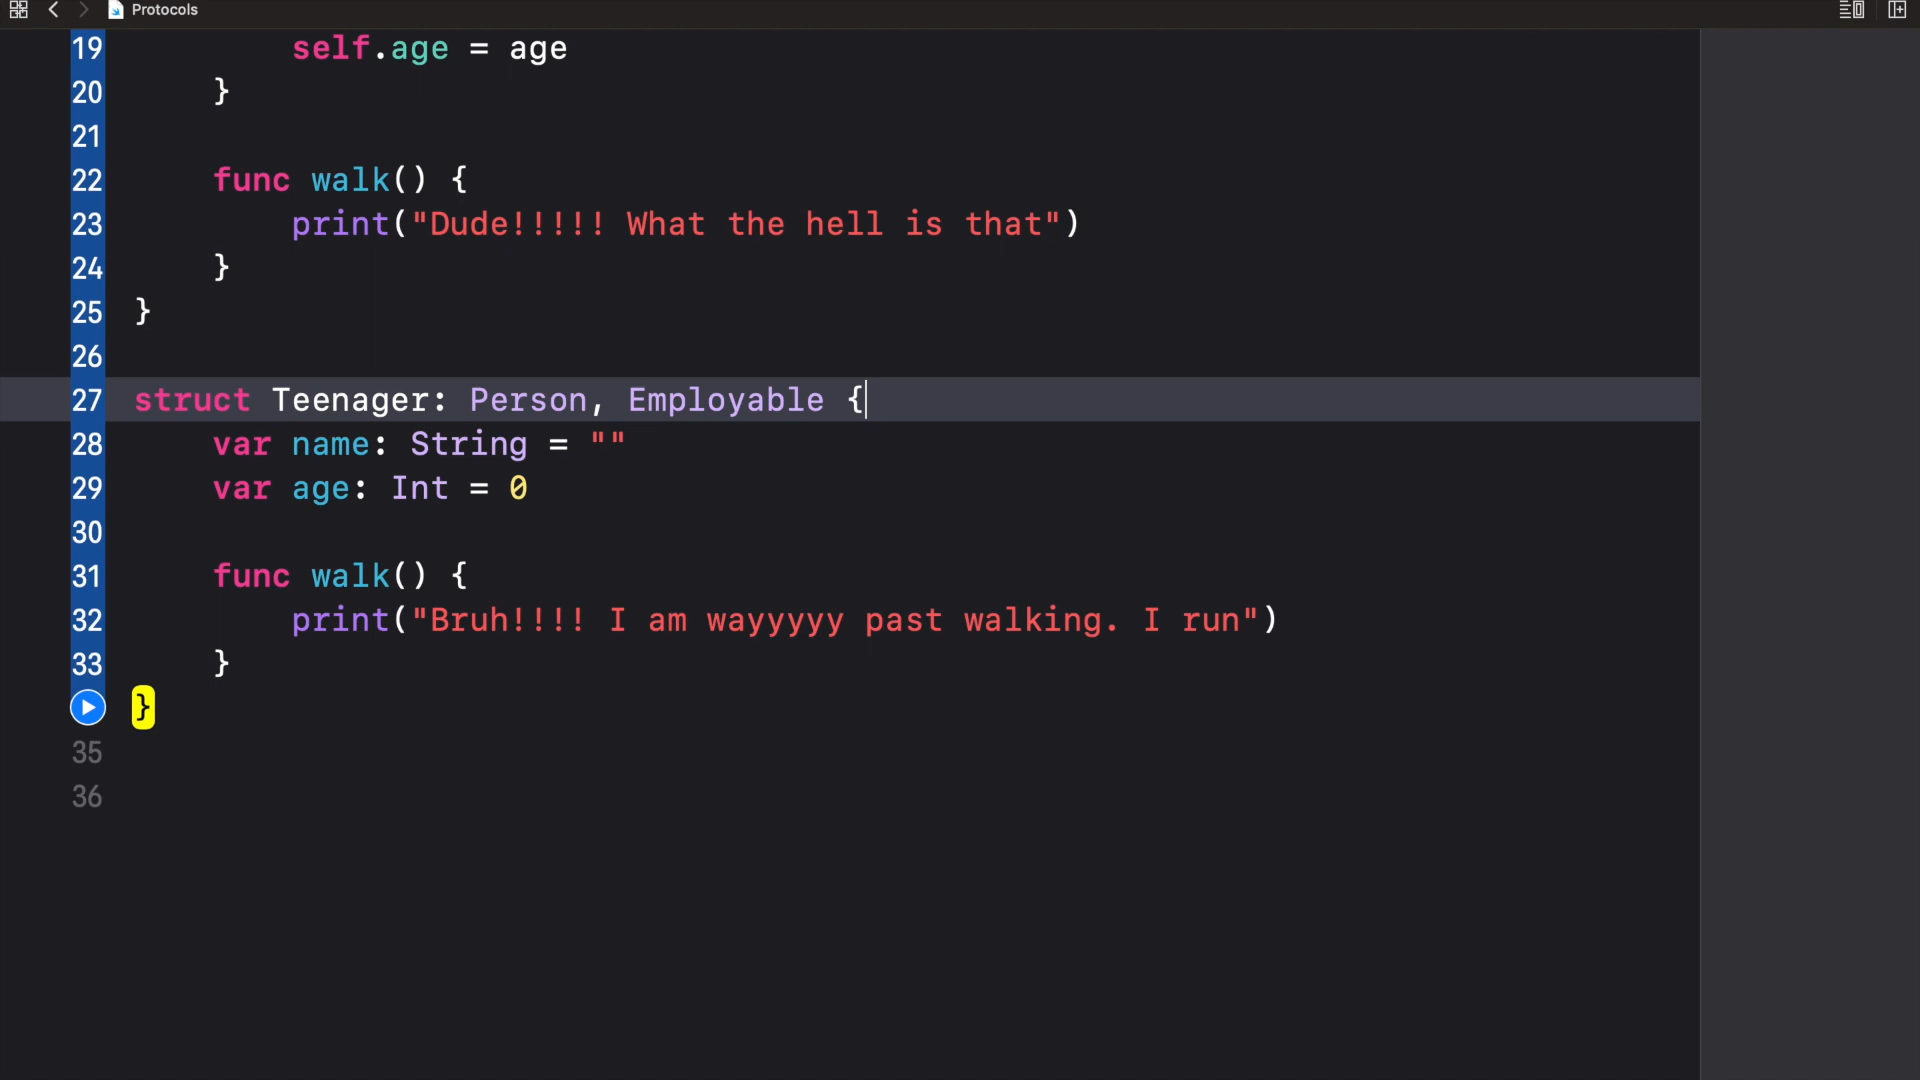 Protocols
19 self.age = age
20 }
21
22 func walk() {
23 print("Dude!!!!! What the hell is that")
24 }
25 }
26
27 struct Teenager: Person, Employable {
28 var name: String = ""
29 var age: Int = 0
30
31 func walk() {
32 print("Bruh!!!! I am wayyyyy past walking. I run")
33 }
}
35
36